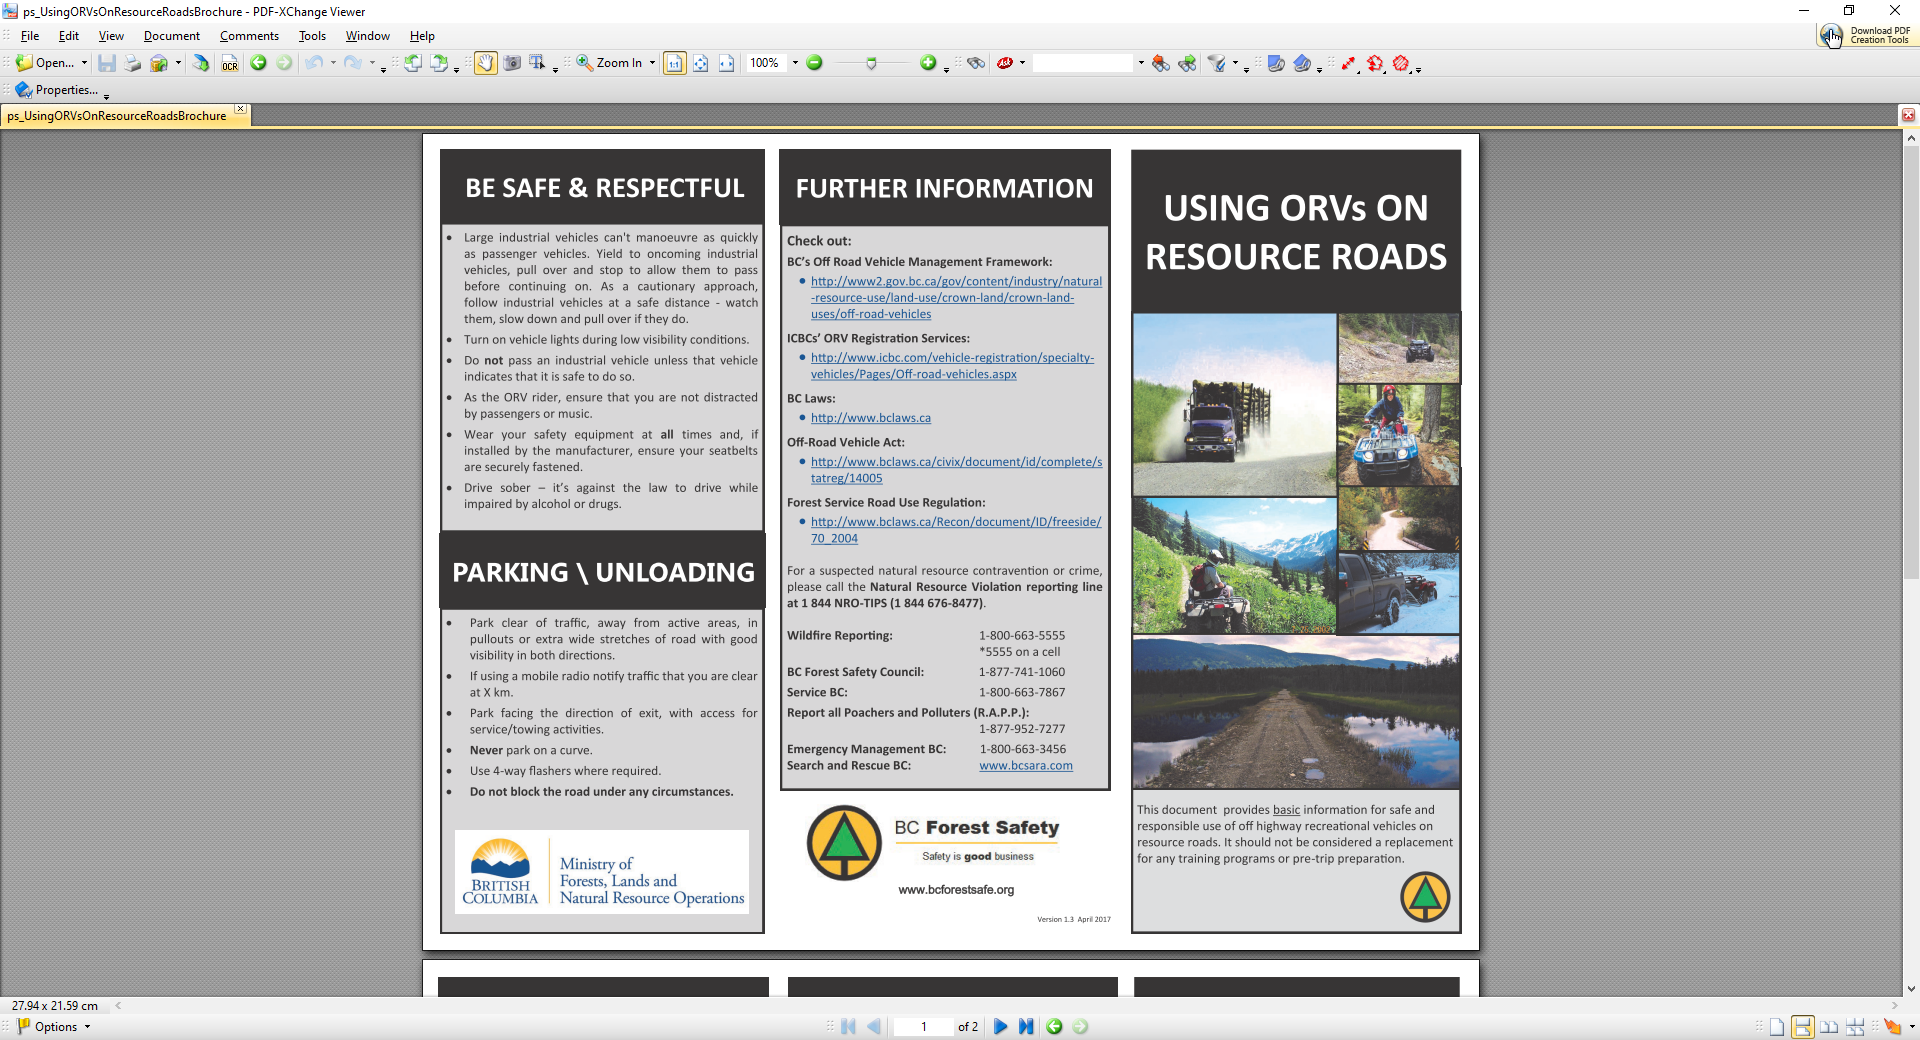 ps_UsingORVsOnResourceRoadsBrochure - PDF-XChange Viewer
File Edit View Document Comments Tools Window Help
Download PDF
Creation Tools
Open...
OCR
Zoom In
1:1
100%
Properties...
ps_UsingORVsOnResourceRoadsBrochure
BE SAFE & RESPECTFUL
• Large industrial vehicles can't manoeuvre as quickly
as passenger vehicles. Yield to oncoming industrial
vehicles, pull over and stop to allow them to pass
before continuing on. As a cautionary approach,
follow industrial vehicles at a safe distance - watch
them, slow down and pull over if they do.
• Turn on vehicle lights during low visibility conditions.
• Do not pass an industrial vehicle unless that vehicle
indicates that it is safe to do so.
• As the ORV rider, ensure that you are not distracted
by passengers or music.
• Wear your safety equipment at all times and, if
installed by the manufacturer, ensure your seatbelts
are securely fastened.
• Drive sober – it's against the law to drive while
impaired by alcohol or drugs.
PARKING \ UNLOADING
• Park clear of traffic, away from active areas, in
pullouts or extra wide stretches of road with good
visibility in both directions.
• If using a mobile radio notify traffic that you are clear
at X km.
• Park facing the direction of exit, with access for
service/towing activities.
• Never park on a curve.
• Use 4-way flashers where required.
• Do not block the road under any circumstances.
BRITISH
COLUMBIA
Ministry of
Forests, Lands and
Natural Resource Operations
FURTHER INFORMATION
Check out:
BC's Off Road Vehicle Management Framework:
• http://www2.gov.bc.ca/gov/content/industry/natural
-resource-use/land-use/crown-land/crown-land-
uses/off-road-vehicles
ICBCs' ORV Registration Services:
• http://www.icbc.com/vehicle-registration/specialty-
vehicles/Pages/Off-road-vehicles.aspx
BC Laws:
• http://www.bclaws.ca
Off-Road Vehicle Act:
• http://www.bclaws.ca/civix/document/id/complete/s
tatreg/14005
Forest Service Road Use Regulation:
• http://www.bclaws.ca/Recon/document/ID/freeside/
70_2004
For a suspected natural resource contravention or crime,
please call the Natural Resource Violation reporting line
at 1 844 NRO-TIPS (1 844 676-8477).
Wildfire Reporting: 1-800-663-5555
*5555 on a cell
BC Forest Safety Council: 1-877-741-1060
Service BC: 1-800-663-7867
Report all Poachers and Polluters (R.A.P.P.):
1-877-952-7277
Emergency Management BC: 1-800-663-3456
Search and Rescue BC: www.bcsara.com
BC Forest Safety
Safety is good business
www.bcforestsafe.org
Version 1.3 April 2017
USING ORVs ON
RESOURCE ROADS
This document provides basic information for safe and
responsible use of off highway recreational vehicles on
resource roads. It should not be considered a replacement
for any training programs or pre-trip preparation.
27.94 x 21.59 cm
Options
1 of 2